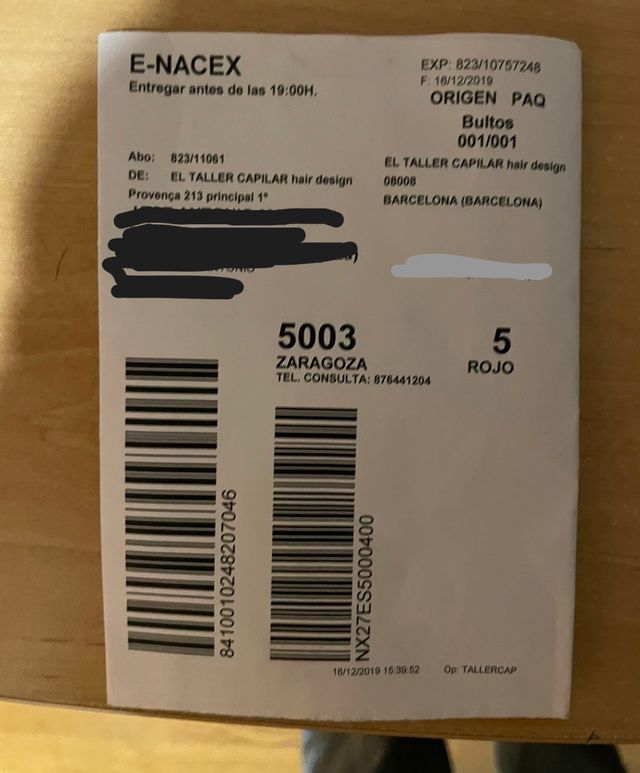 E-NACEX
Entregar antes de las 19:00H.
EXP: 823/10757248
F: 16/12/2019
ORIGEN PAQ
Bultos
001/001
Abo: 823/11061
DE: EL TALLER CAPILAR hair design
Provença 213 principal 1º
EL TALLER CAPILAR hair design
08008
BARCELONA (BARCELONA)
5003
ZARAGOZA
TEL. CONSULTA: 876441204
5
ROJO
8410010248207046
NX27ES5000400
16/12/2019 15:39:52 Op: TALLERCAP